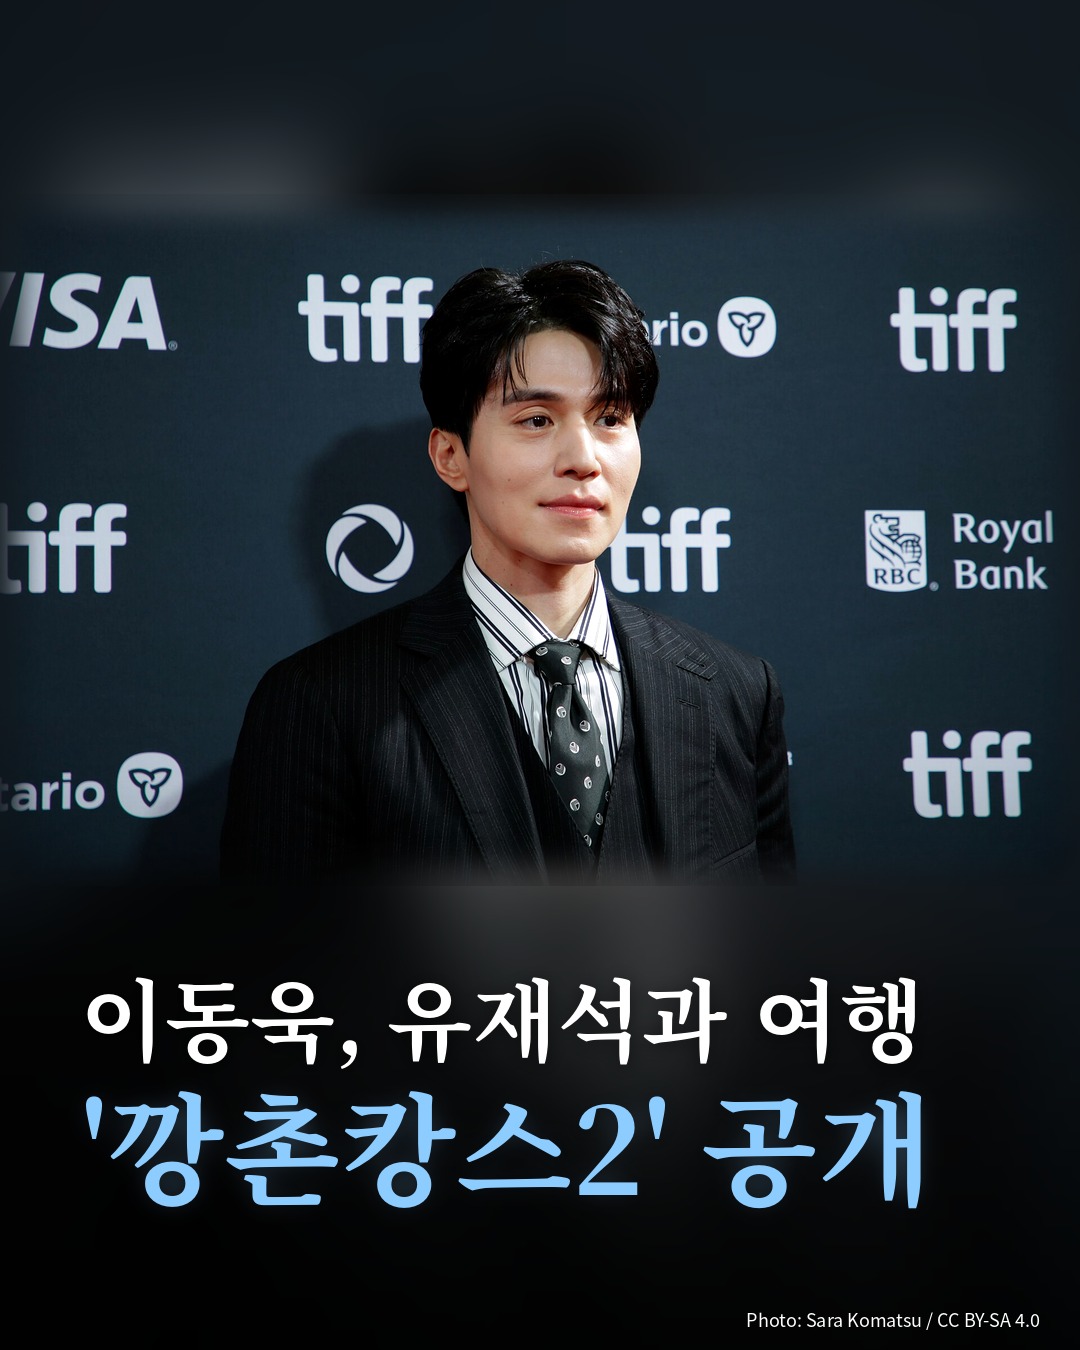 VISA
tiff
rio
tiff
tiff
tiff
RBC
Royal
Bank
tario
tiff
이동욱, 유재석과 여행
'깡촌캉스2' 공개
Photo: Sara Komatsu / CC BY-SA 4.0